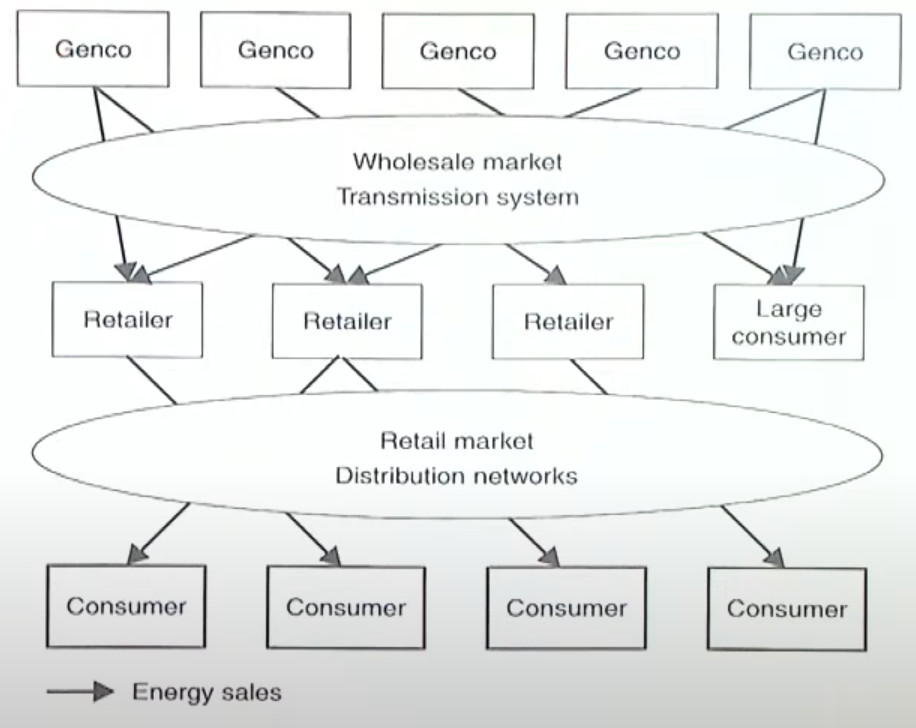 Genco
Genco
Genco
Genco
Genco
Wholesale market
Transmission system
Retailer
Retailer
Retailer
Large
consumer
Retail market
Distribution networks
Consumer
Consumer
Consumer
Consumer
Energy sales